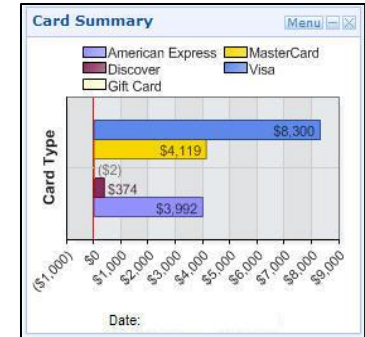 Card Summary Menu
American Express MasterCard
Discover Visa
Gift Card
Card Type
$8,300
$4,119
($2)
$374
$3,992
($1,000) $0 $1,000 $2,000 $3,000 $4,000 $5,000 $6,000 $7,000 $8,000 $9,000
Date: